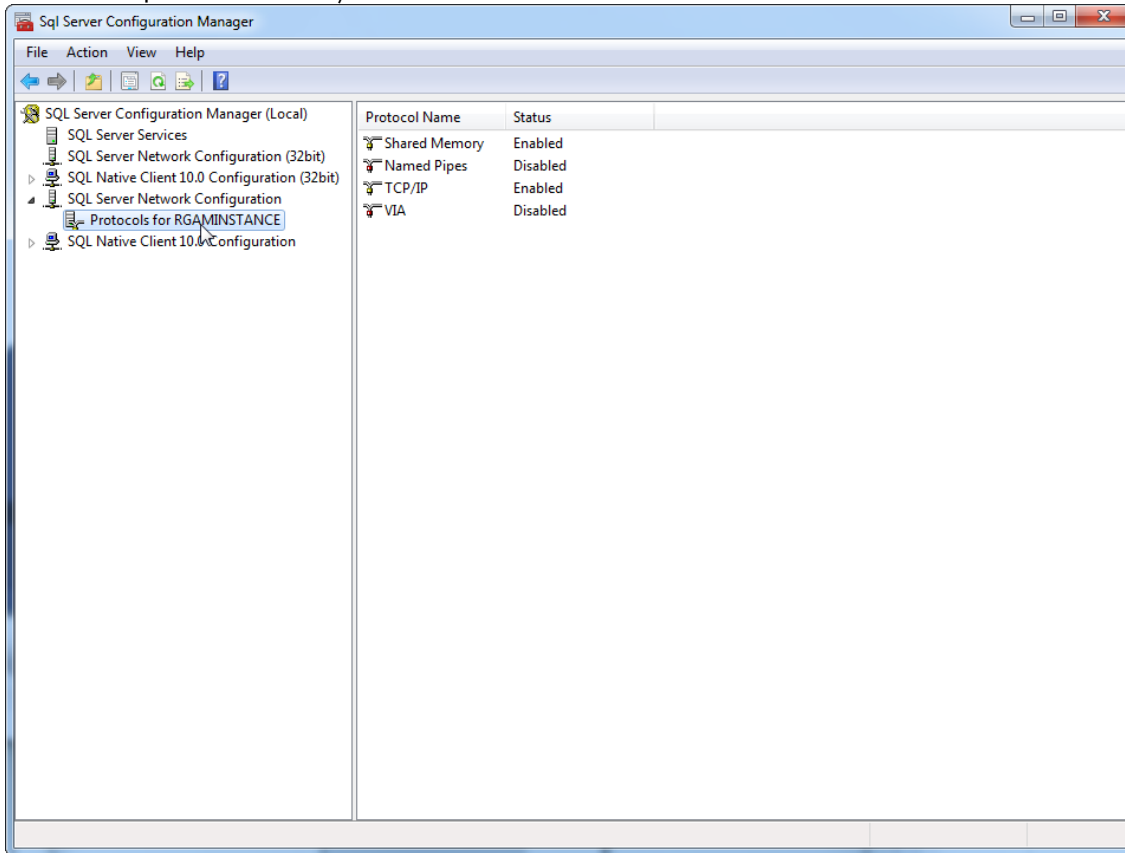 Sql Server Configuration Manager
File Action View Help
SQL Server Configuration Manager (Local)
SQL Server Services
SQL Server Network Configuration (32bit)
SQL Native Client 10.0 Configuration (32bit)
SQL Server Network Configuration
Protocols for RGAMINSTANCE
SQL Native Client 10.0 Configuration
Protocol Name Status
Shared Memory Enabled
Named Pipes Disabled
TCP/IP Enabled
VIA Disabled